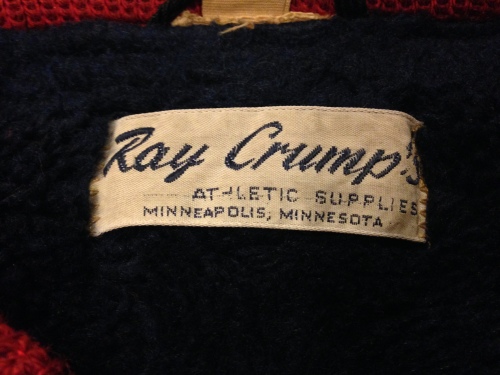 Ray Crump's
ATHLETIC SUPPLIES
MINNEAPOLIS, MINNESOTA